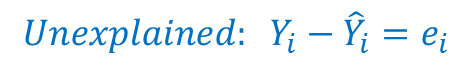 Unexplained: Yᵢ − Ŷᵢ = eᵢ